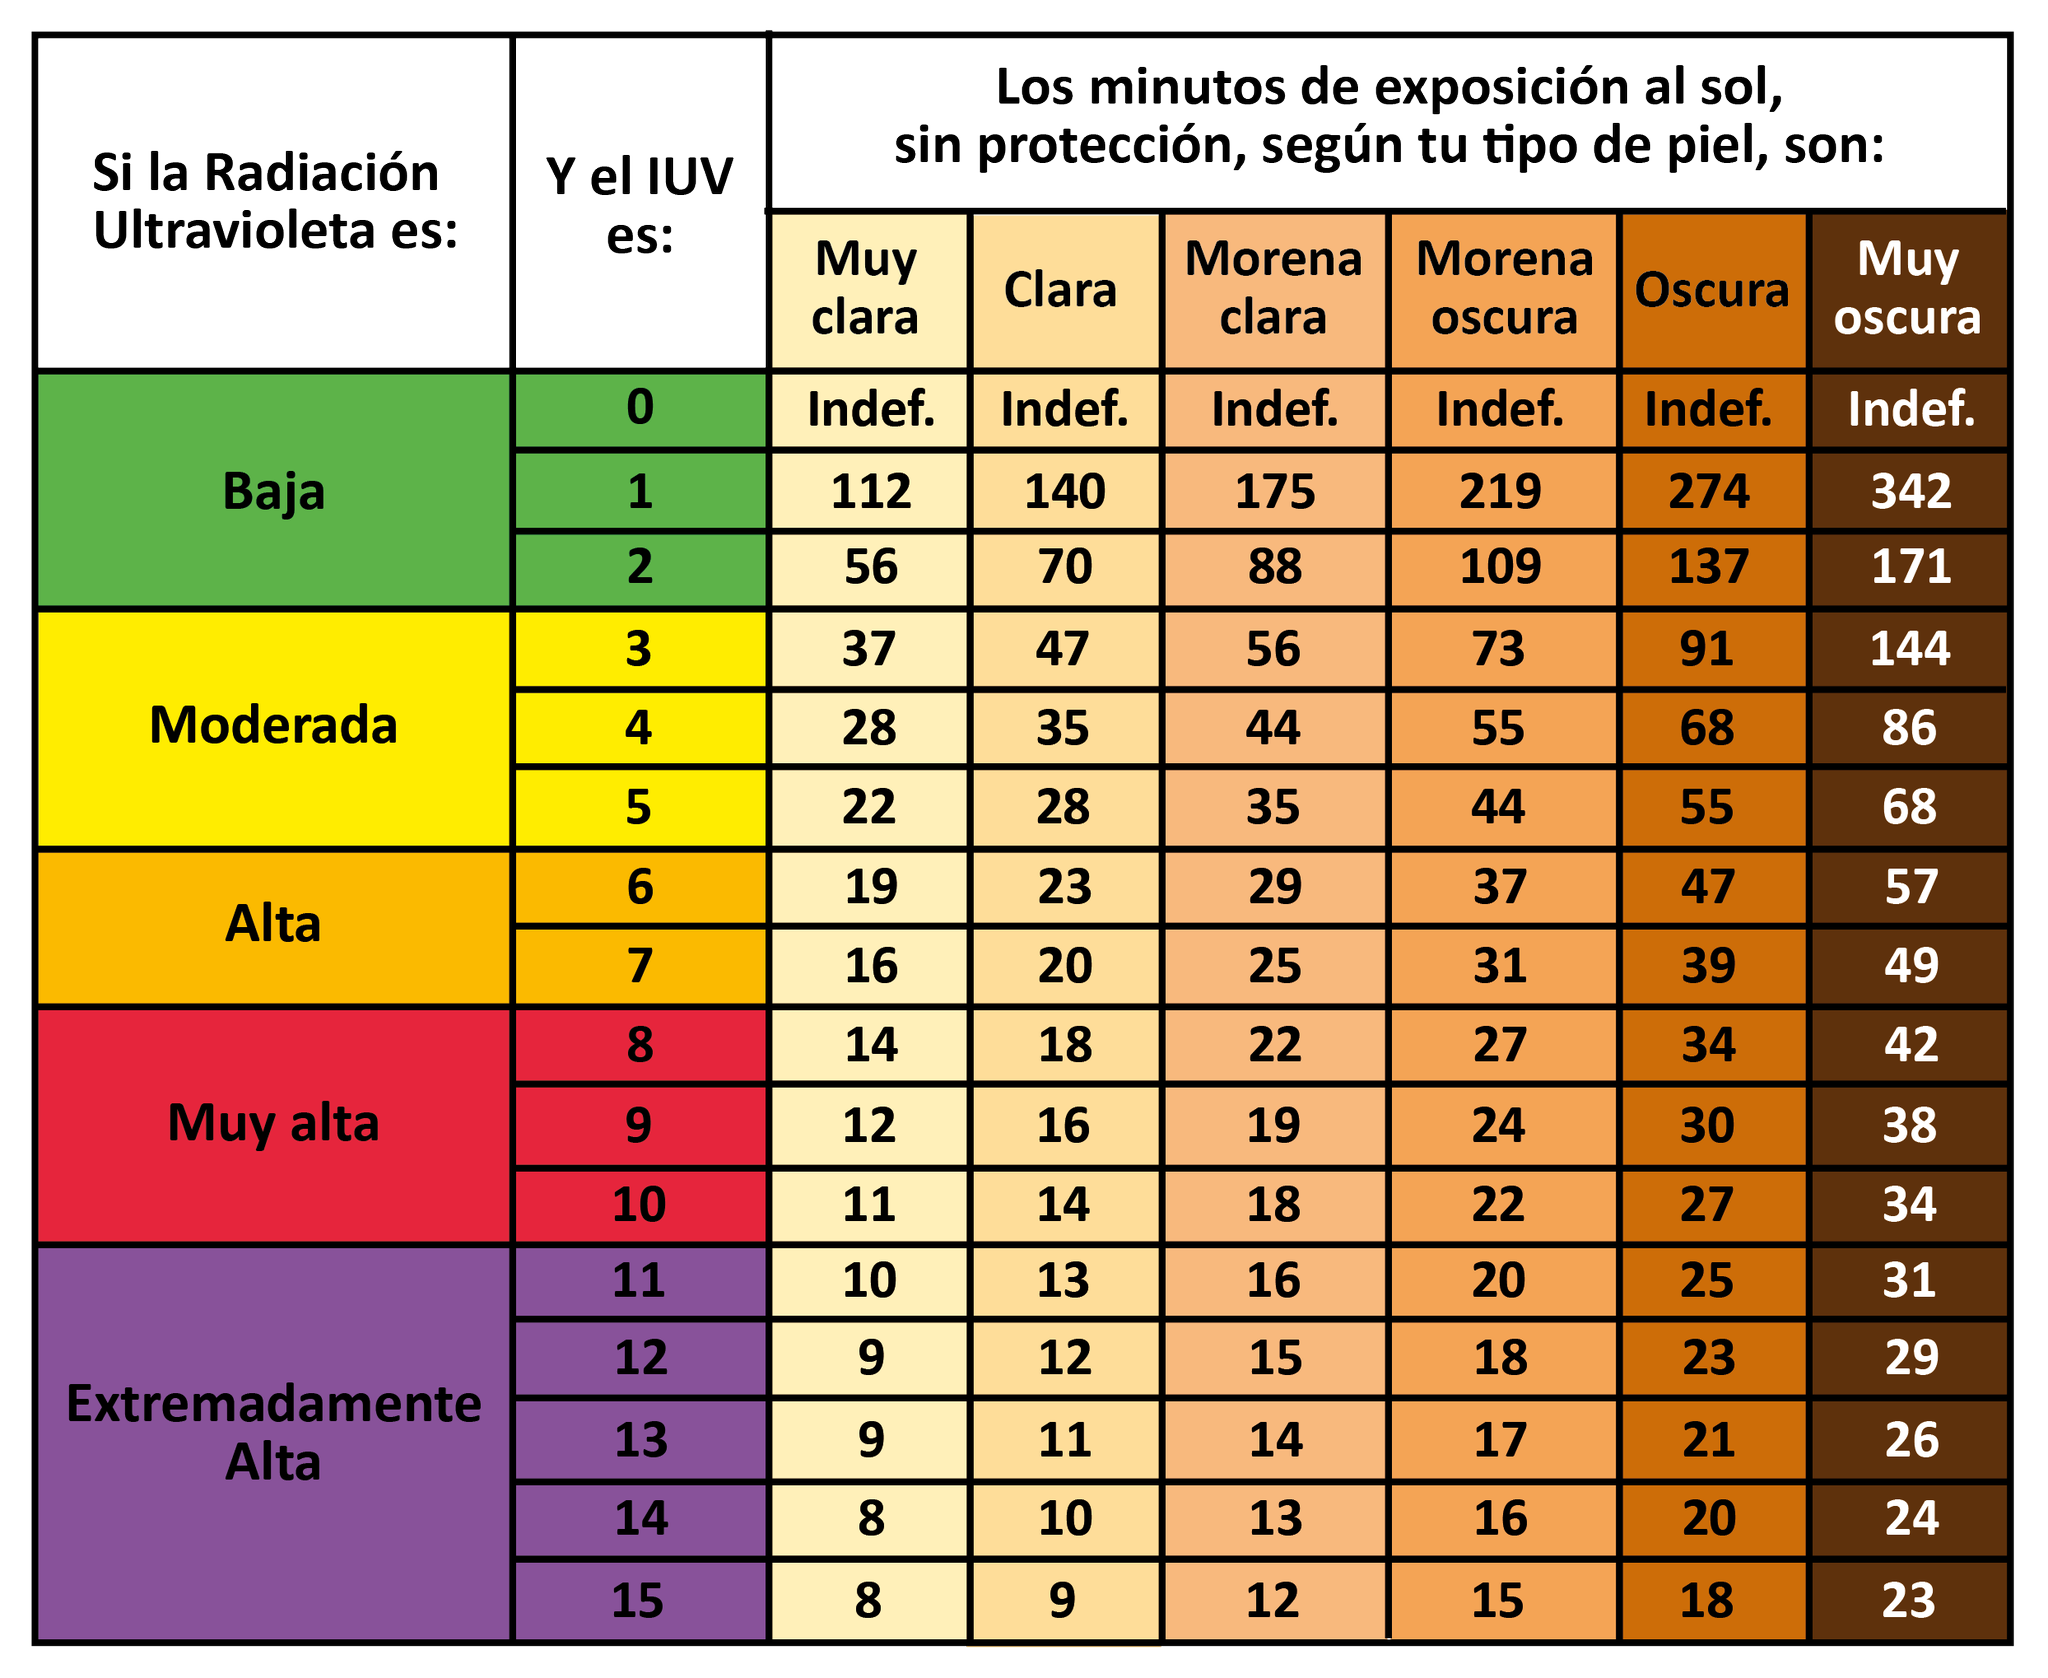 Si la Radiación
Ultravioleta es:
Y el IUV
es:
Los minutos de exposición al sol,
sin protección, según tu tipo de piel, son:
Muy
clara
Clara
Morena
clara
Morena
oscura
Oscura
Muy
oscura
Baja
0 Indef. Indef. Indef. Indef. Indef. Indef.
1 112 140 175 219 274 342
2 56 70 88 109 137 171
Moderada
3 37 47 56 73 91 144
4 28 35 44 55 68 86
5 22 28 35 44 55 68
Alta
6 19 23 29 37 47 57
7 16 20 25 31 39 49
Muy alta
8 14 18 22 27 34 42
9 12 16 19 24 30 38
10 11 14 18 22 27 34
Extremadamente
Alta
11 10 13 16 20 25 31
12 9 12 15 18 23 29
13 9 11 14 17 21 26
14 8 10 13 16 20 24
15 8 9 12 15 18 23